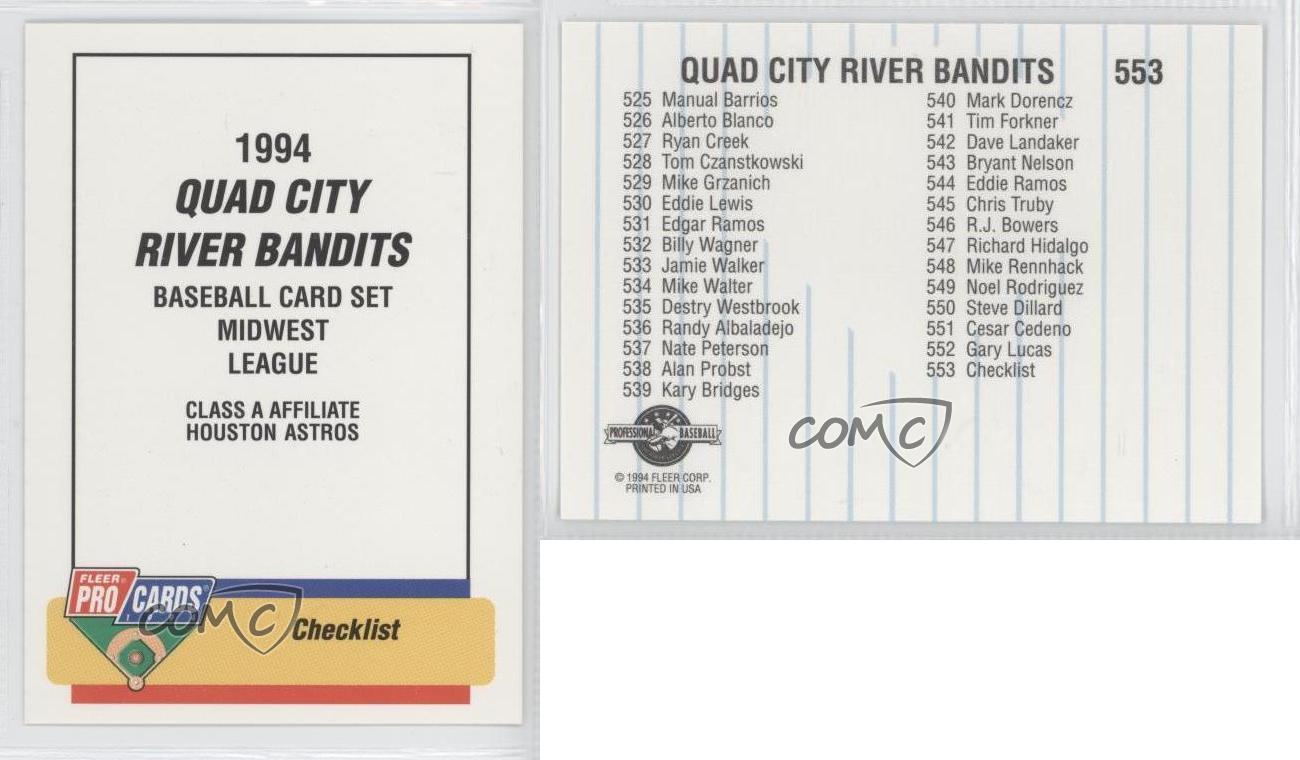 1994
QUAD CITY
RIVER BANDITS
BASEBALL CARD SET
MIDWEST
LEAGUE
CLASS A AFFILIATE
HOUSTON ASTROS
FLEER®
PRO CARDS®
COMC
Checklist
QUAD CITY RIVER BANDITS 553
525 Manual Barrios
526 Alberto Blanco
527 Ryan Creek
528 Tom Czanstkowski
529 Mike Grzanich
530 Eddie Lewis
531 Edgar Ramos
532 Billy Wagner
533 Jamie Walker
534 Mike Walter
535 Destry Westbrook
536 Randy Albaladejo
537 Nate Peterson
538 Alan Probst
539 Kary Bridges
540 Mark Dorencz
541 Tim Forkner
542 Dave Landaker
543 Bryant Nelson
544 Eddie Ramos
545 Chris Truby
546 R.J. Bowers
547 Richard Hidalgo
548 Mike Rennhack
549 Noel Rodriguez
550 Steve Dillard
551 Cesar Cedeno
552 Gary Lucas
553 Checklist
PROFESSIONAL BASEBALL
© 1994 FLEER CORP.
PRINTED IN USA
COMC